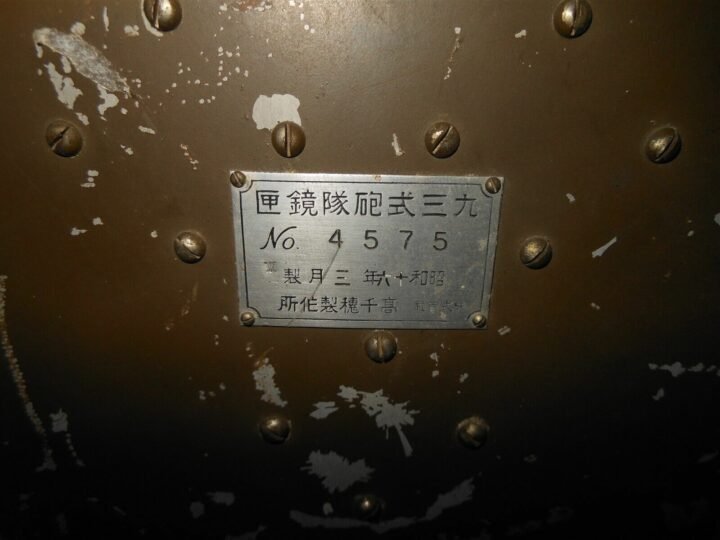 九三式砲隊鏡匣
No. 4575
昭和十六年三月製
高千穂製作所